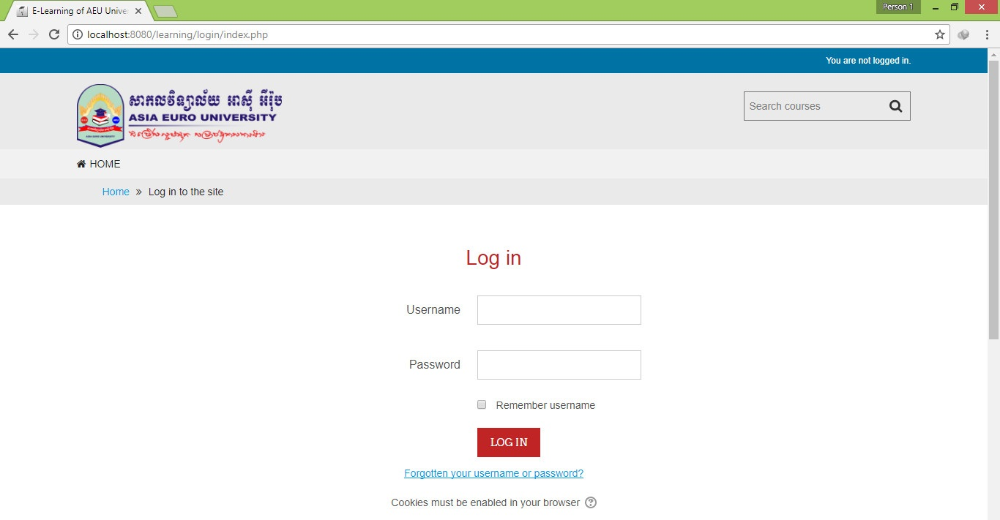 E-Learning of AEU Unive
Person 1
localhost:8080/learning/login/index.php
You are not logged in.
សាកលវិទ្យាល័យ អាស៊ី អឺរ៉ុប
ASIA EURO UNIVERSITY
Search courses
HOME
Home » Log in to the site
Log in
Username
Password
Remember username
LOG IN
Forgotten your username or password?
Cookies must be enabled in your browser